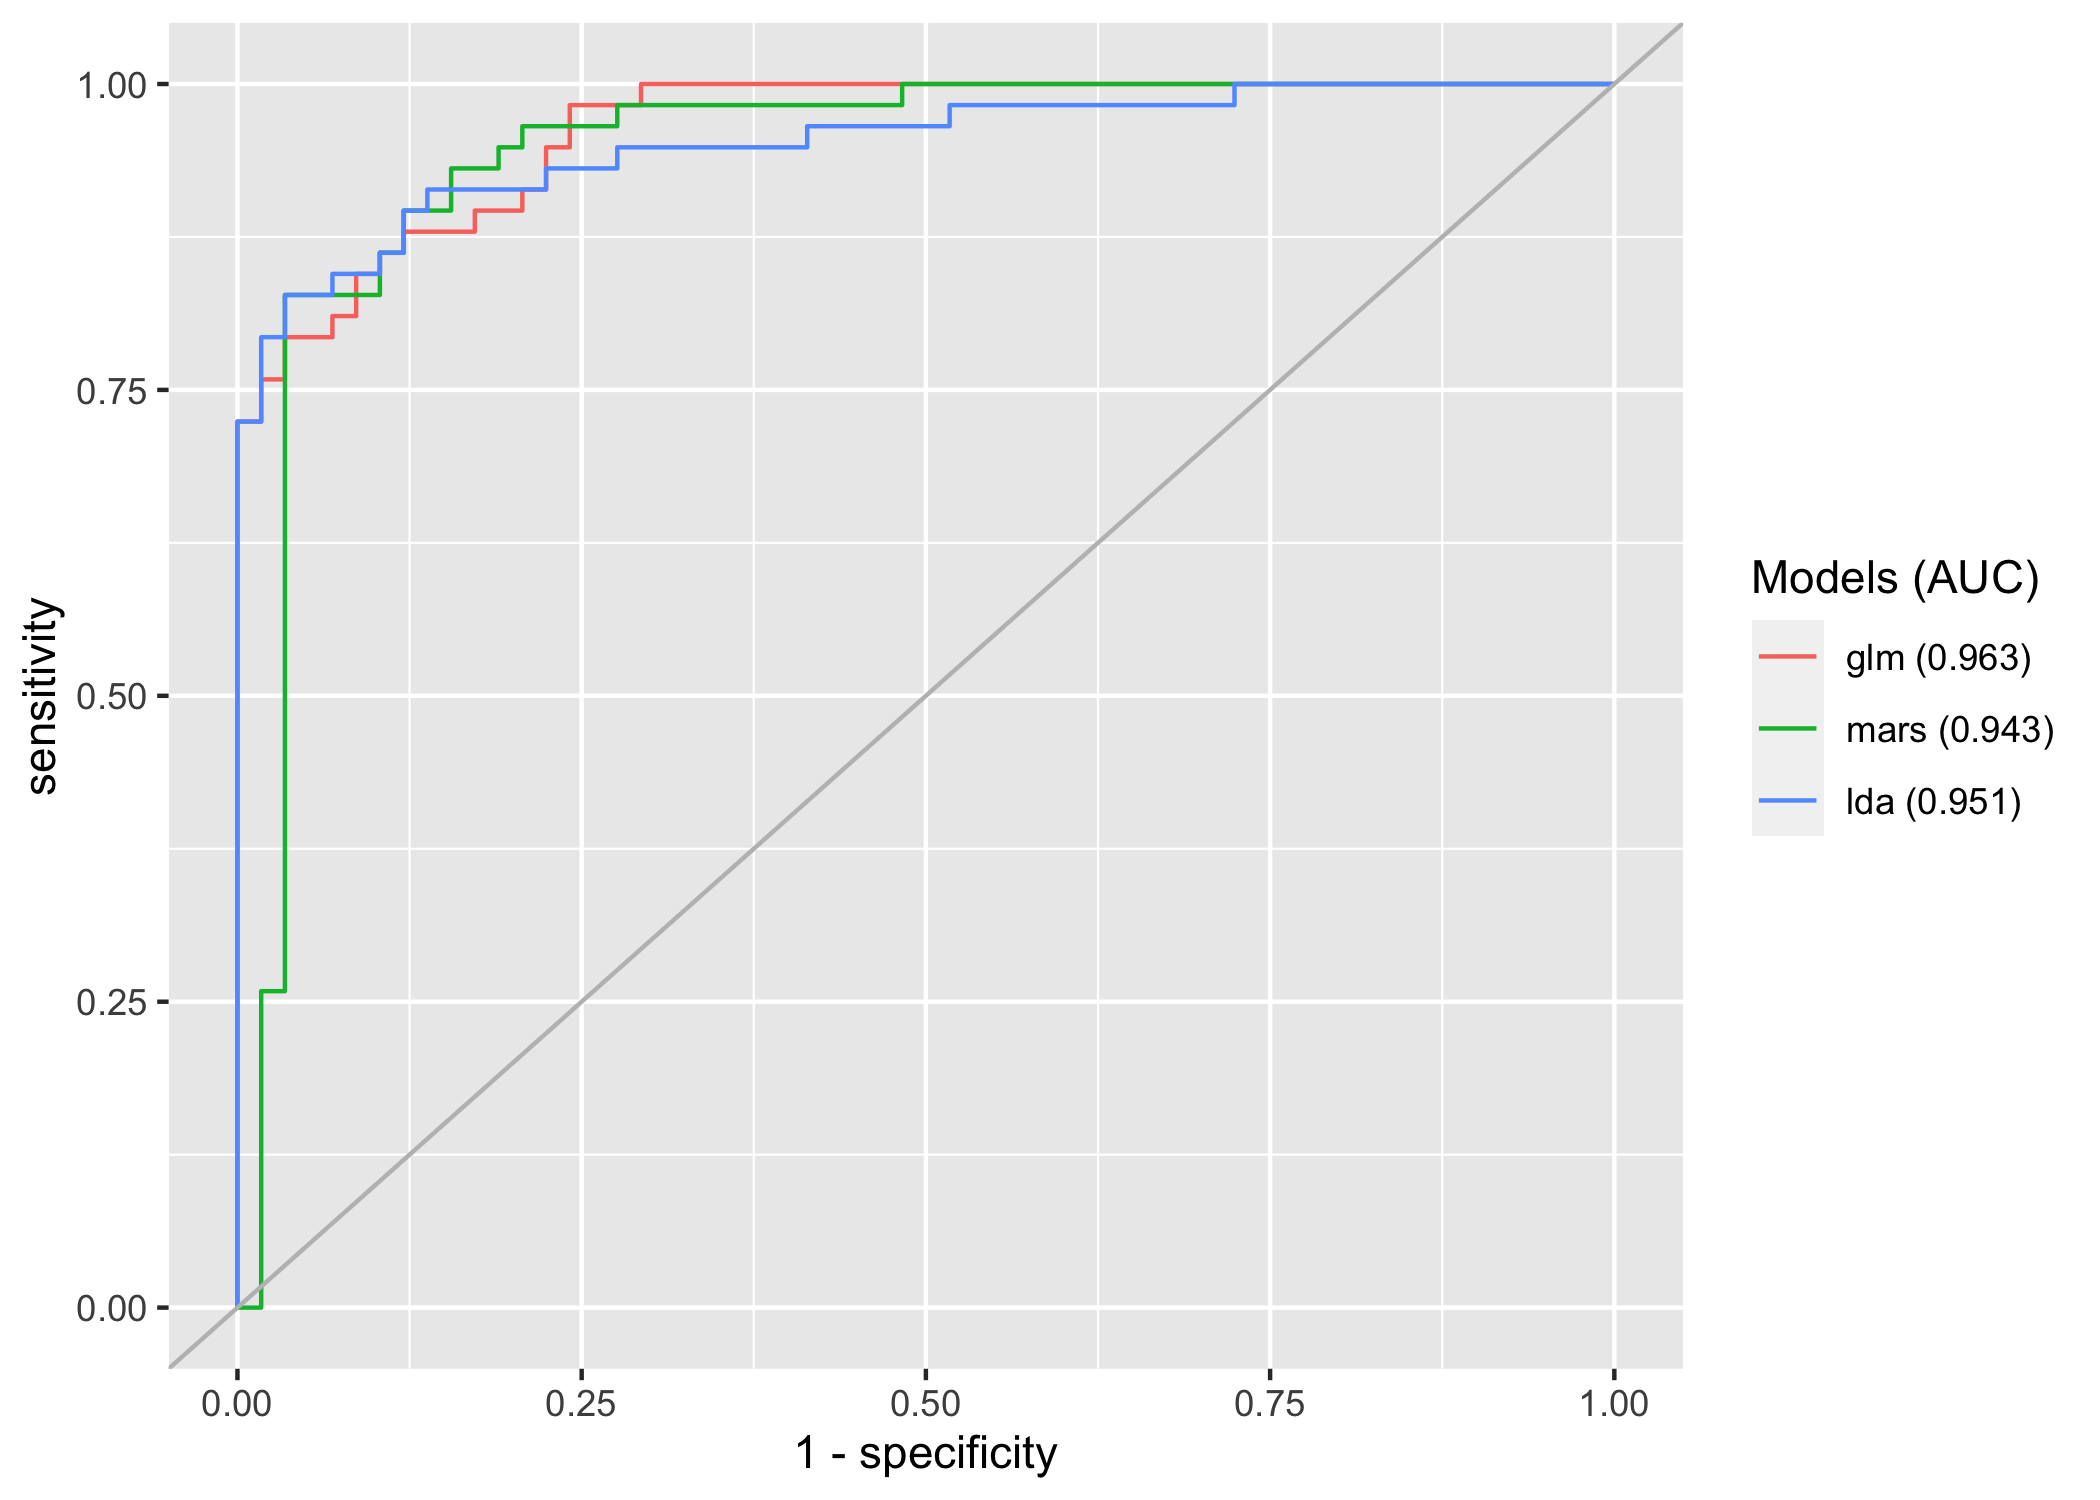 1.00
0.75
0.50
0.25
0.00
sensitivity
0.00 0.25 0.50 0.75 1.00
1 - specificity
Models (AUC)
glm (0.963)
mars (0.943)
lda (0.951)